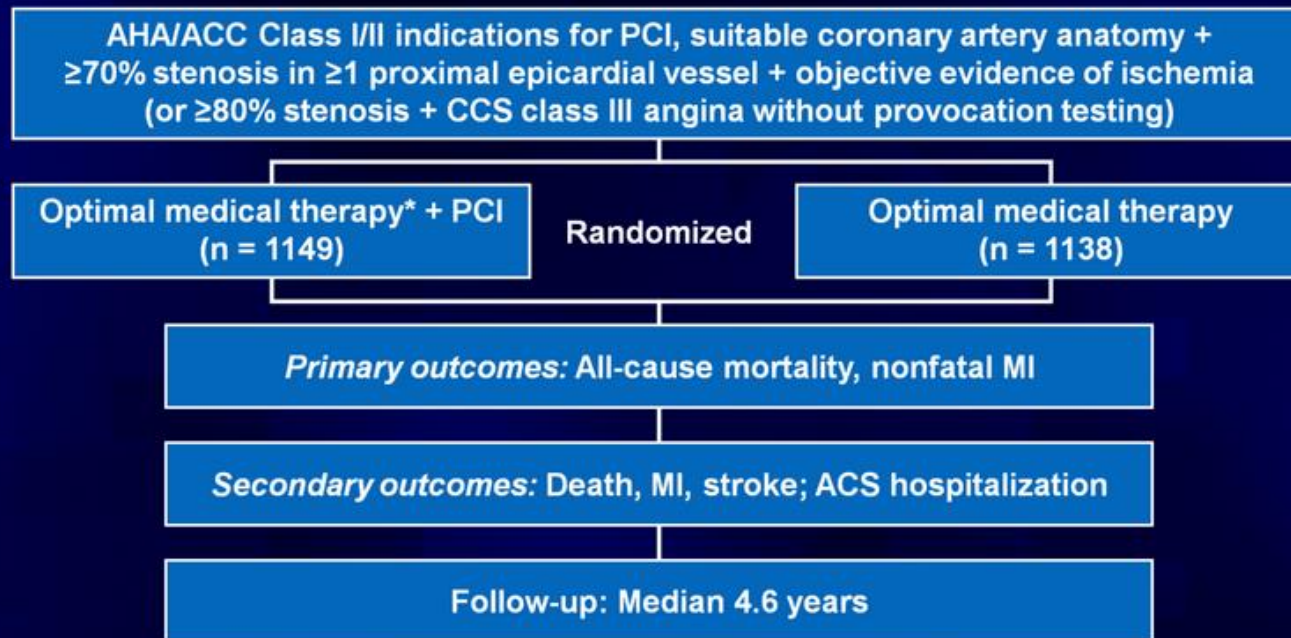 AHA/ACC Class I/II indications for PCI, suitable coronary artery anatomy +
≥70% stenosis in ≥1 proximal epicardial vessel + objective evidence of ischemia
(or ≥80% stenosis + CCS class III angina without provocation testing)
Optimal medical therapy* + PCI
(n = 1149)
Randomized
Optimal medical therapy
(n = 1138)
Primary outcomes: All-cause mortality, nonfatal MI
Secondary outcomes: Death, MI, stroke; ACS hospitalization
Follow-up: Median 4.6 years